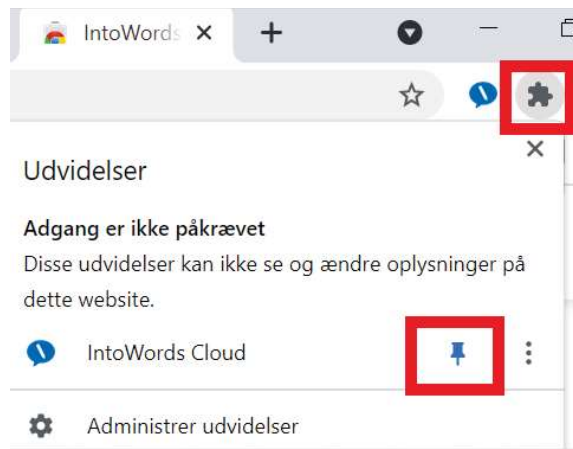 IntoWords
Udvidelser
Adgang er ikke påkrævet
Disse udvidelser kan ikke se og ændre oplysninger på
dette website.
IntoWords Cloud
Administrer udvidelser